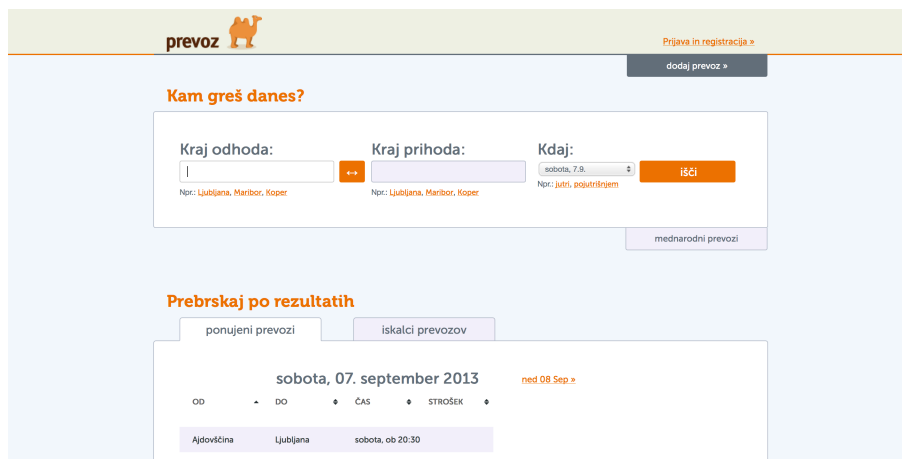 prevoz
Prijava in registracija »
dodaj prevoz »
Kam greš danes?
Kraj odhoda: Kraj prihoda: Kdaj:
↔ sobota, 7.9. išči
Npr.: Ljubljana, Maribor, Koper Npr.: Ljubljana, Maribor, Koper Npr.: jutri, pojutrišnjem
mednarodni prevozi
Prebrskaj po rezultatih
ponujeni prevozi iskalci prevozov
sobota, 07. september 2013 ned 08 Sep »
OD DO ČAS STROŠEK
Ajdovščina Ljubljana sobota, ob 20:30